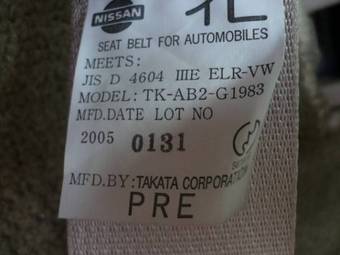 NISSAN
SEAT BELT FOR AUTOMOBILES
MEETS:
JIS D 4604 IIIE ELR-VW
MODEL: TK-AB2-G1983
MFD.DATE LOT NO
2005 0131
MFD.BY:TAKATA CORPORATION
PRE